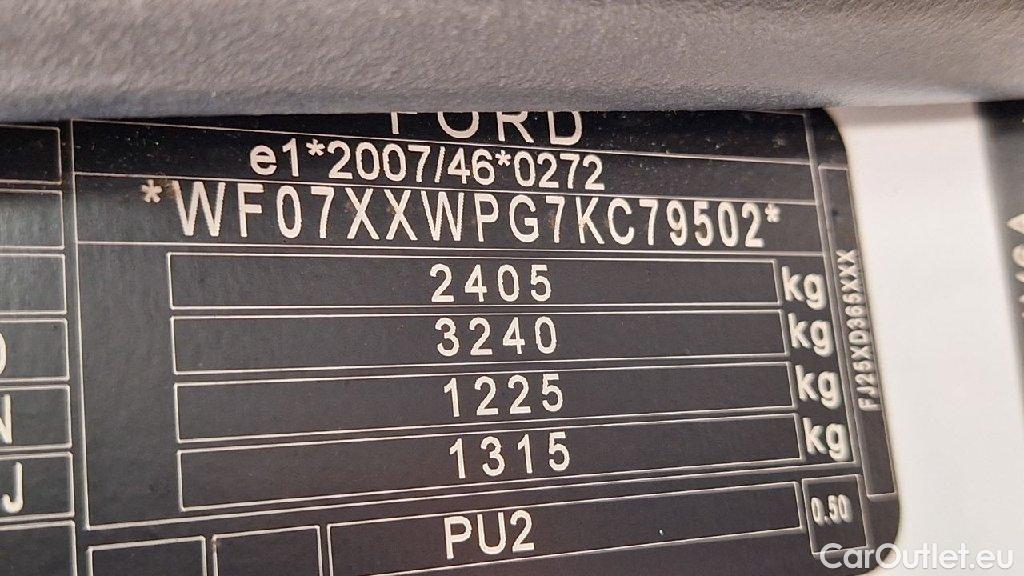 FORD
e1*2007/46*0272
*WF07XXWPG7KC79502*
2405 kg
3240 kg
1225 kg
1315 kg
PU2
0.50
N
J
CarOutlet.eu